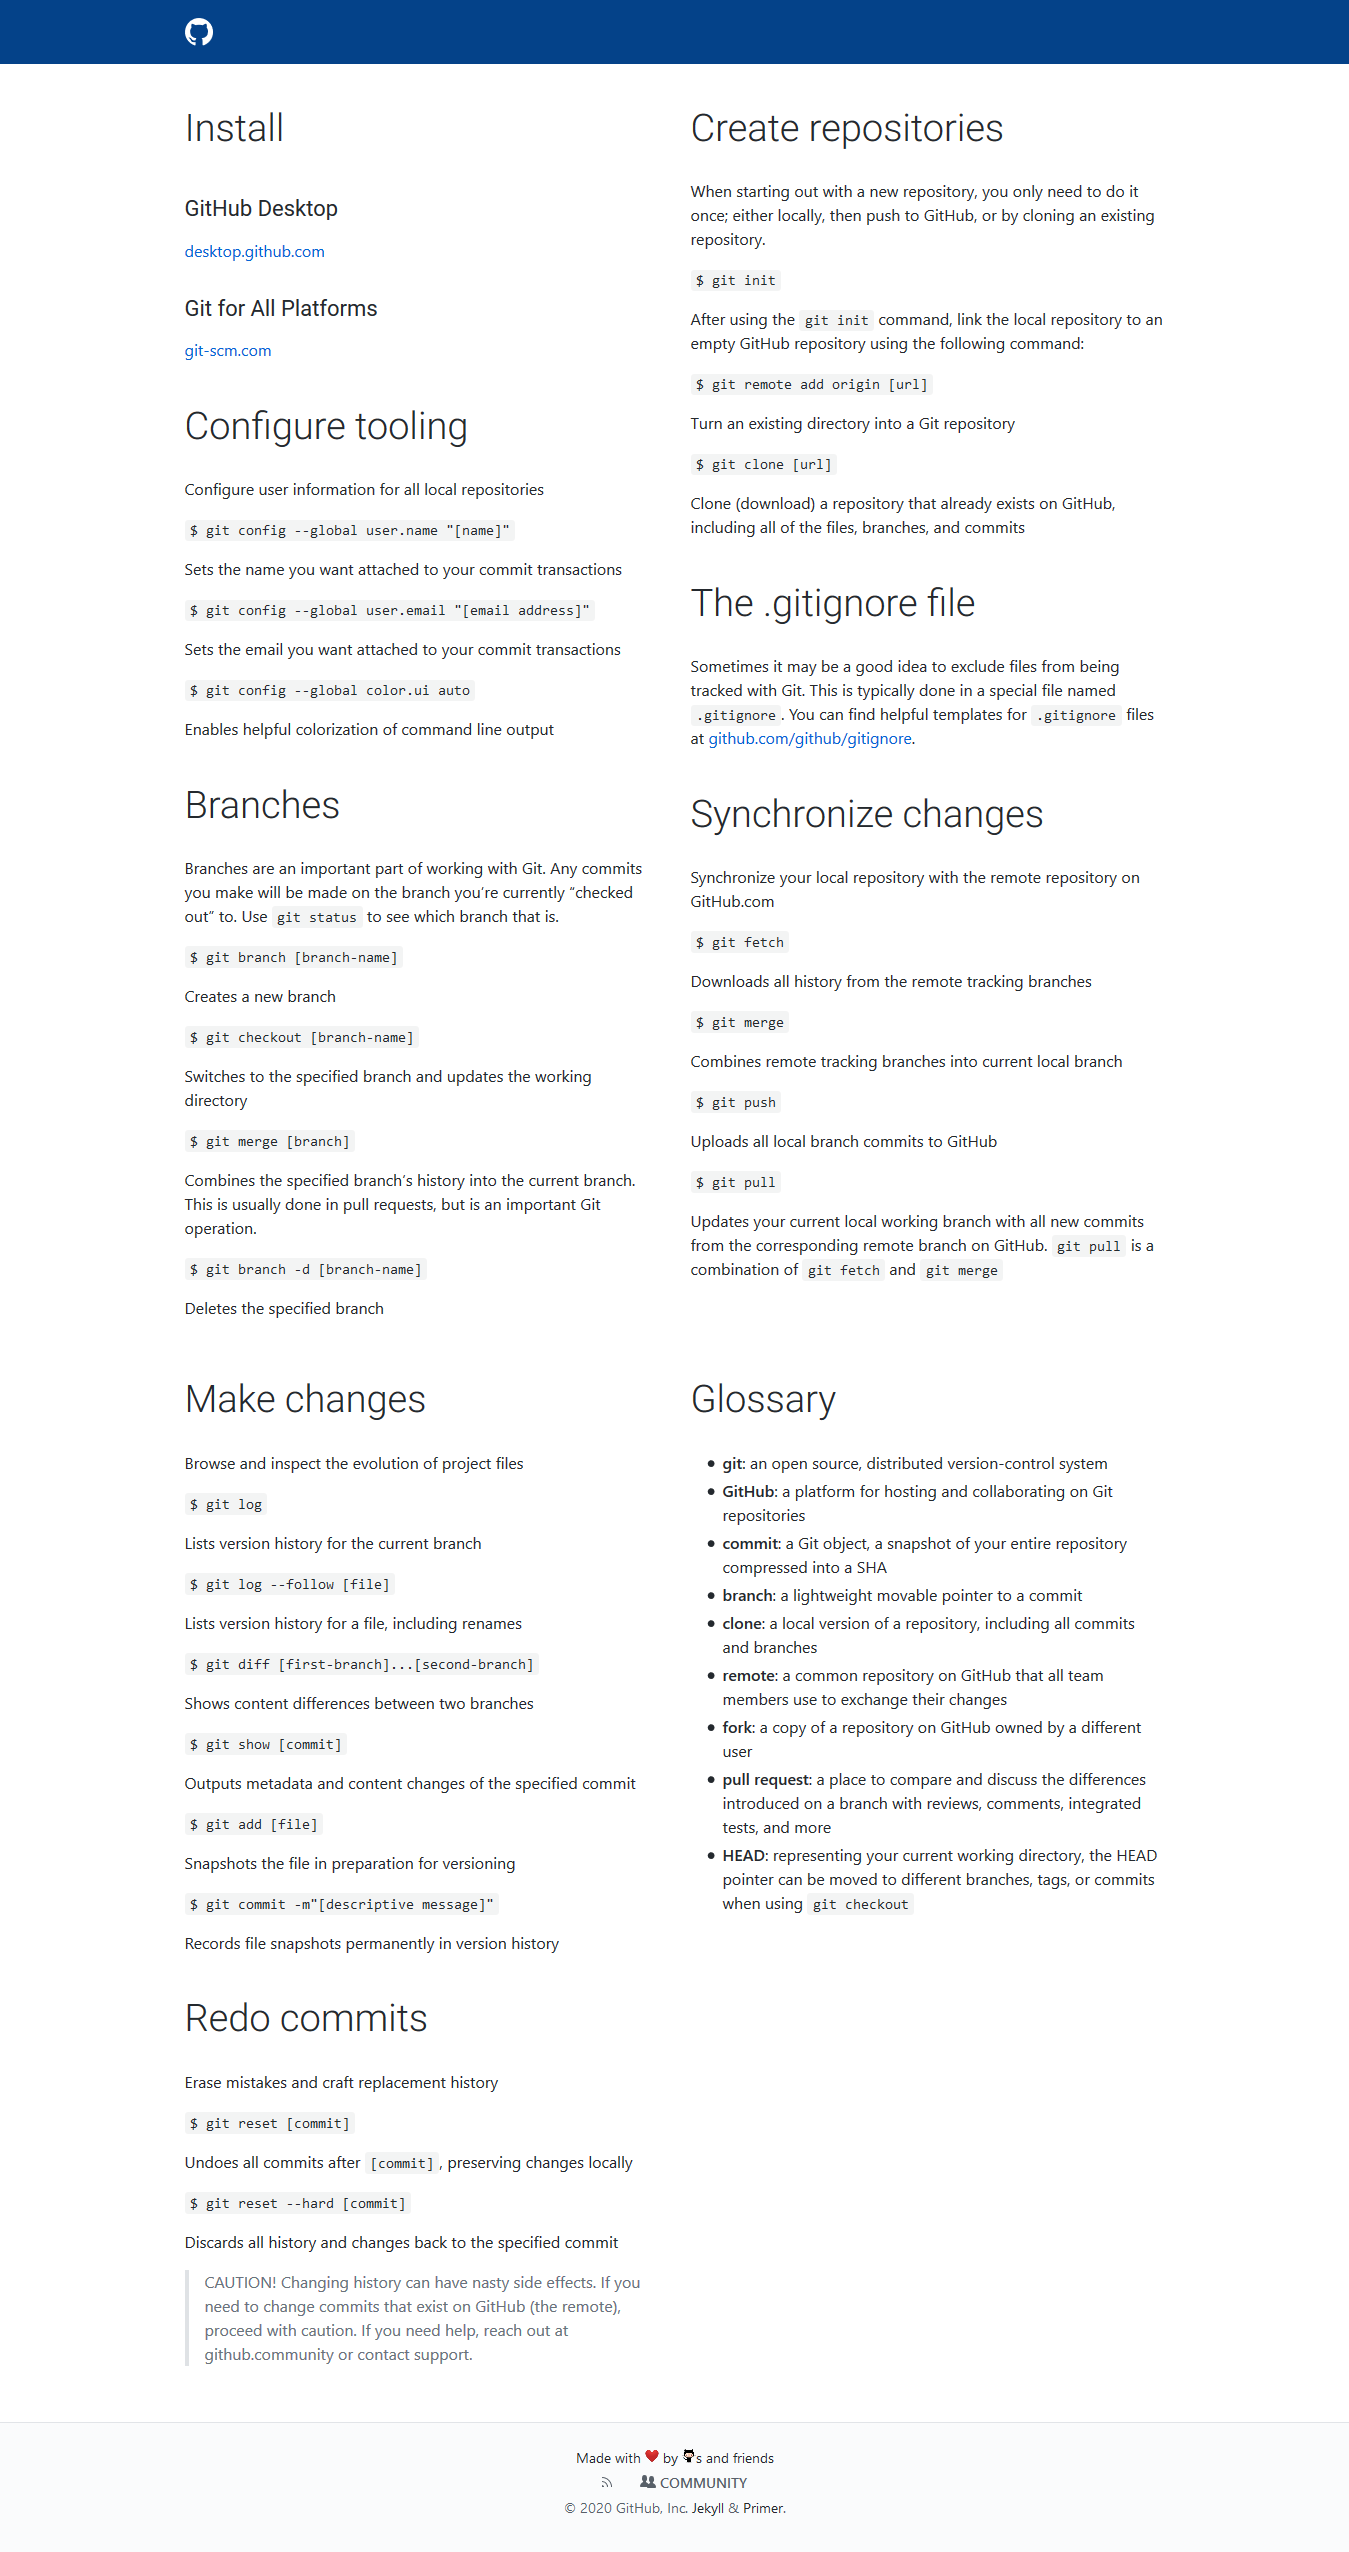 Install
GitHub Desktop
desktop.github.com
Git for All Platforms
git-scm.com
Configure tooling
Configure user information for all local repositories
$ git config --global user.name "[name]"
Sets the name you want attached to your commit transactions
$ git config --global user.email "[email address]"
Sets the email you want attached to your commit transactions
$ git config --global color.ui auto
Enables helpful colorization of command line output
Branches
Branches are an important part of working with Git. Any commits
you make will be made on the branch you’re currently “checked
out” to. Use git status to see which branch that is.
$ git branch [branch-name]
Creates a new branch
$ git checkout [branch-name]
Switches to the specified branch and updates the working
directory
$ git merge [branch]
Combines the specified branch’s history into the current branch.
This is usually done in pull requests, but is an important Git
operation.
$ git branch -d [branch-name]
Deletes the specified branch
Create repositories
When starting out with a new repository, you only need to do it
once; either locally, then push to GitHub, or by cloning an existing
repository.
$ git init
After using the git init command, link the local repository to an
empty GitHub repository using the following command:
$ git remote add origin [url]
Turn an existing directory into a Git repository
$ git clone [url]
Clone (download) a repository that already exists on GitHub,
including all of the files, branches, and commits
The .gitignore file
Sometimes it may be a good idea to exclude files from being
tracked with Git. This is typically done in a special file named
.gitignore. You can find helpful templates for .gitignore files
at github.com/github/gitignore.
Synchronize changes
Synchronize your local repository with the remote repository on
GitHub.com
$ git fetch
Downloads all history from the remote tracking branches
$ git merge
Combines remote tracking branches into current local branch
$ git push
Uploads all local branch commits to GitHub
$ git pull
Updates your current local working branch with all new commits
from the corresponding remote branch on GitHub. git pull is a
combination of git fetch and git merge
Make changes
Browse and inspect the evolution of project files
$ git log
Lists version history for the current branch
$ git log --follow [file]
Lists version history for a file, including renames
$ git diff [first-branch]...[second-branch]
Shows content differences between two branches
$ git show [commit]
Outputs metadata and content changes of the specified commit
$ git add [file]
Snapshots the file in preparation for versioning
$ git commit -m"[descriptive message]"
Records file snapshots permanently in version history
Redo commits
Erase mistakes and craft replacement history
$ git reset [commit]
Undoes all commits after [commit], preserving changes locally
$ git reset --hard [commit]
Discards all history and changes back to the specified commit
CAUTION! Changing history can have nasty side effects. If you
need to change commits that exist on GitHub (the remote),
proceed with caution. If you need help, reach out at
github.community or contact support.
Glossary
• git: an open source, distributed version-control system
• GitHub: a platform for hosting and collaborating on Git
repositories
• commit: a Git object, a snapshot of your entire repository
compressed into a SHA
• branch: a lightweight movable pointer to a commit
• clone: a local version of a repository, including all commits
and branches
• remote: a common repository on GitHub that all team
members use to exchange their changes
• fork: a copy of a repository on GitHub owned by a different
user
• pull request: a place to compare and discuss the differences
introduced on a branch with reviews, comments, integrated
tests, and more
• HEAD: representing your current working directory, the HEAD
pointer can be moved to different branches, tags, or commits
when using git checkout
Made with ❤ by s and friends
COMMUNITY
© 2020 GitHub, Inc. Jekyll & Primer.